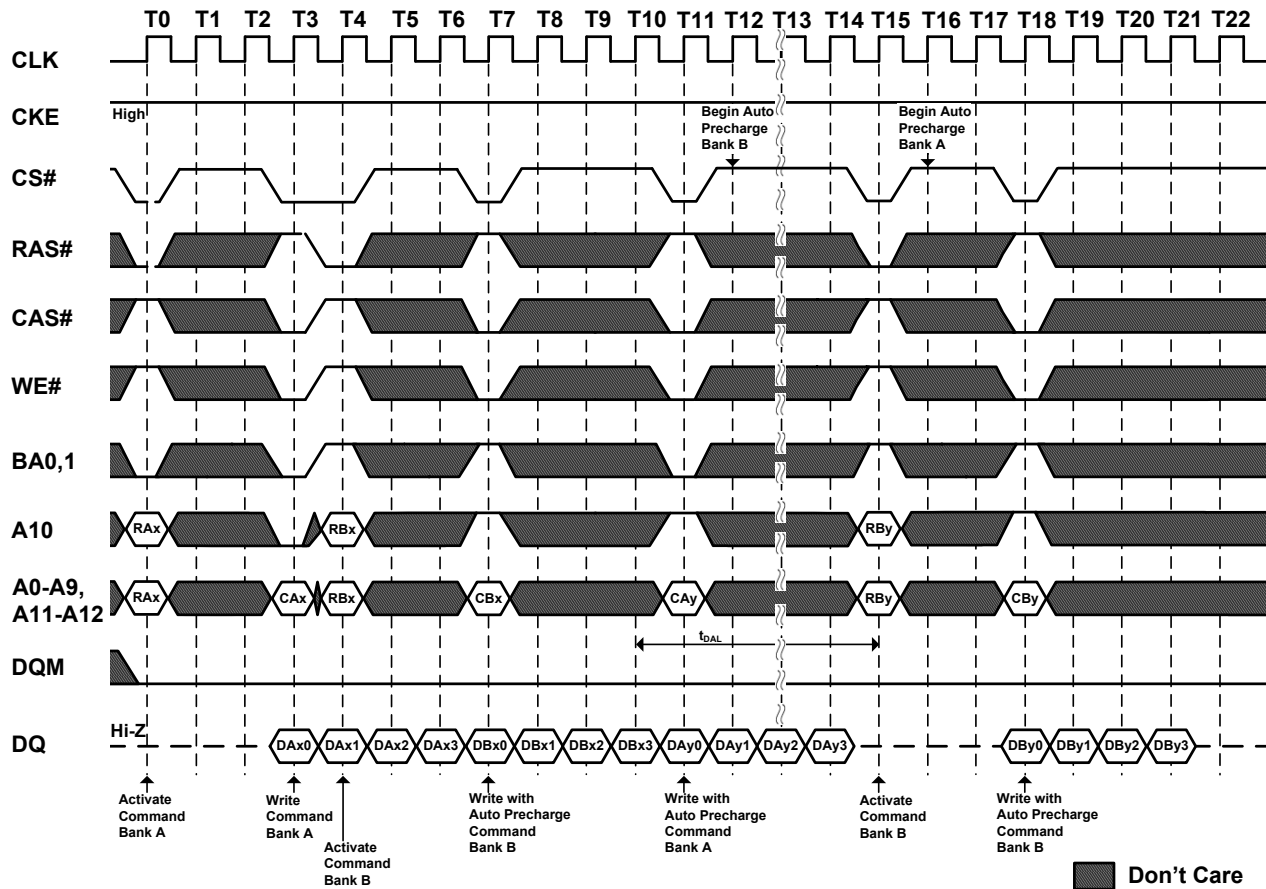 T0 T1 T2 T3 T4 T5 T6 T7 T8 T9 T10 T11 T12 T13 T14 T15 T16 T17 T18 T19 T20 T21 T22
CLK
CKE
High
Begin Auto
Precharge
Bank B
Begin Auto
Precharge
Bank A
CS#
RAS#
CAS#
WE#
BA0,1
A10
RAx RBx RBy
A0-A9,
A11-A12
RAx CAx RBx CBx CAy RBy CBy
tDAL
DQM
DQ
Hi-Z
DAx0 DAx1 DAx2 DAx3 DBx0 DBx1 DBx2 DBx3 DAy0 DAy1 DAy2 DAy3 DBy0 DBy1 DBy2 DBy3
Activate
Command
Bank A
Write
Command
Bank A
Activate
Command
Bank B
Write with
Auto Precharge
Command
Bank B
Write with
Auto Precharge
Command
Bank A
Activate
Command
Bank B
Write with
Auto Precharge
Command
Bank B
Don't Care